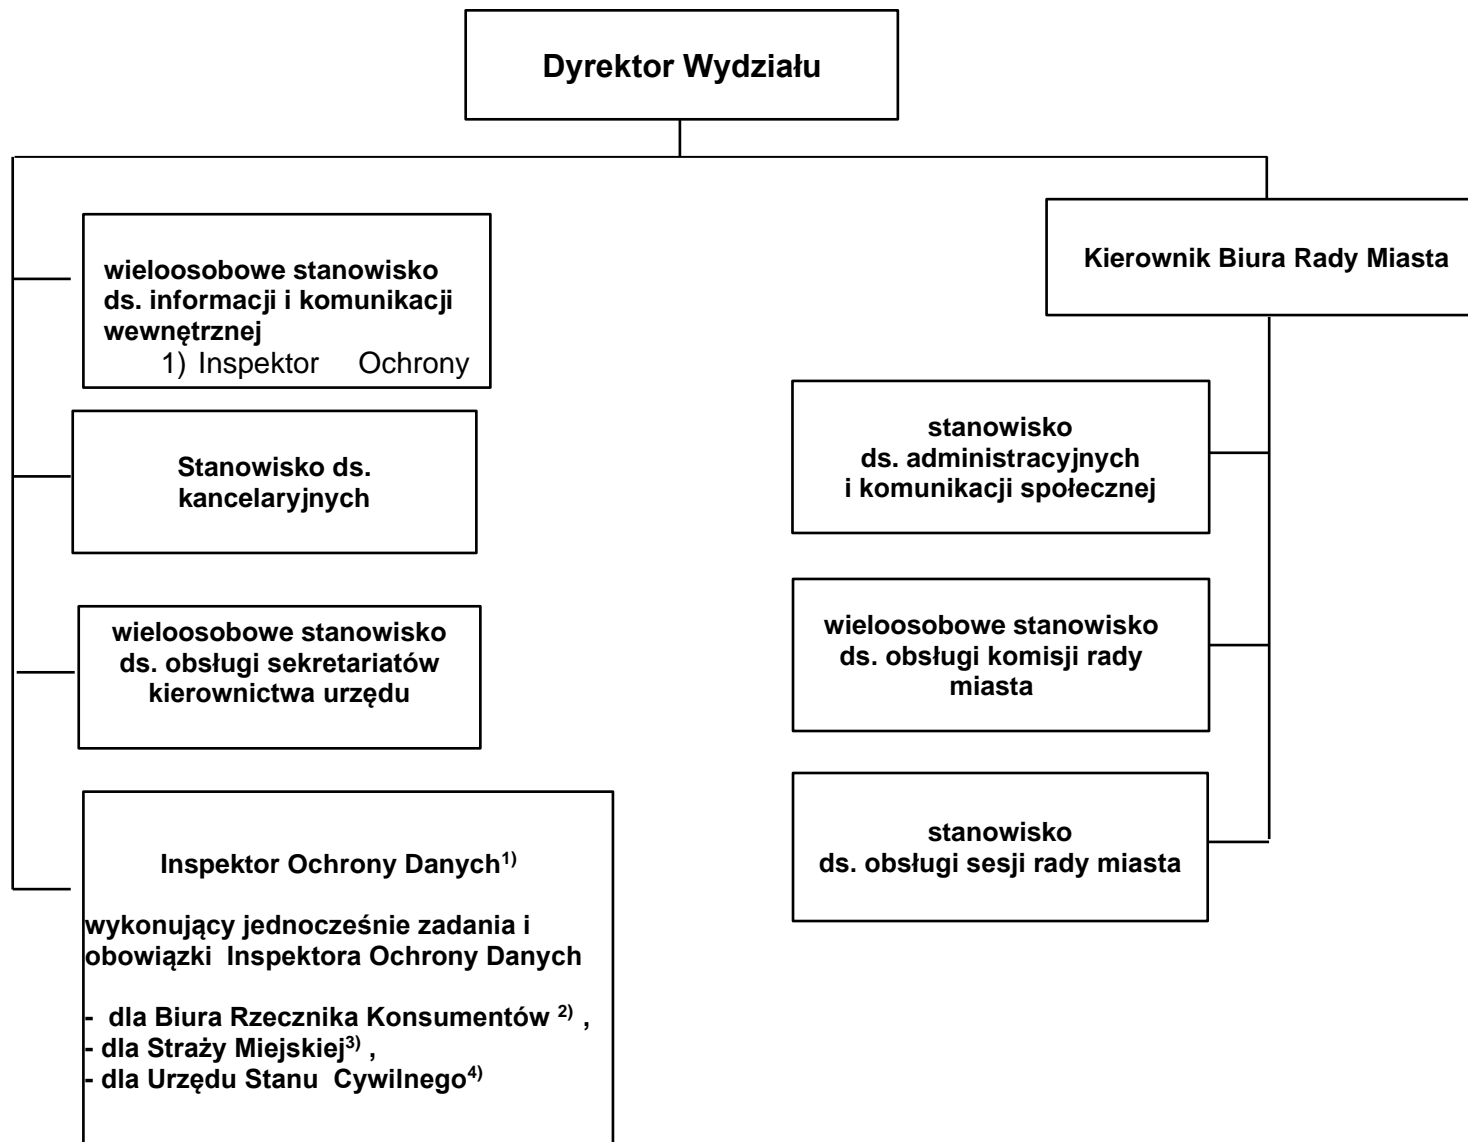 Dyrektor Wydziału
wieloosobowe stanowisko
ds. informacji i komunikacji
wewnętrznej
1) Inspektor Ochrony
Stanowisko ds.
kancelaryjnych
wieloosobowe stanowisko
ds. obsługi sekretariatów
kierownictwa urzędu
Inspektor Ochrony Danych1)
wykonujący jednocześnie zadania i
obowiązki Inspektora Ochrony Danych
- dla Biura Rzecznika Konsumentów 2) ,
- dla Straży Miejskiej3) ,
- dla Urzędu Stanu Cywilnego4)
Kierownik Biura Rady Miasta
stanowisko
ds. administracyjnych
i komunikacji społecznej
wieloosobowe stanowisko
ds. obsługi komisji rady
miasta
stanowisko
ds. obsługi sesji rady miasta